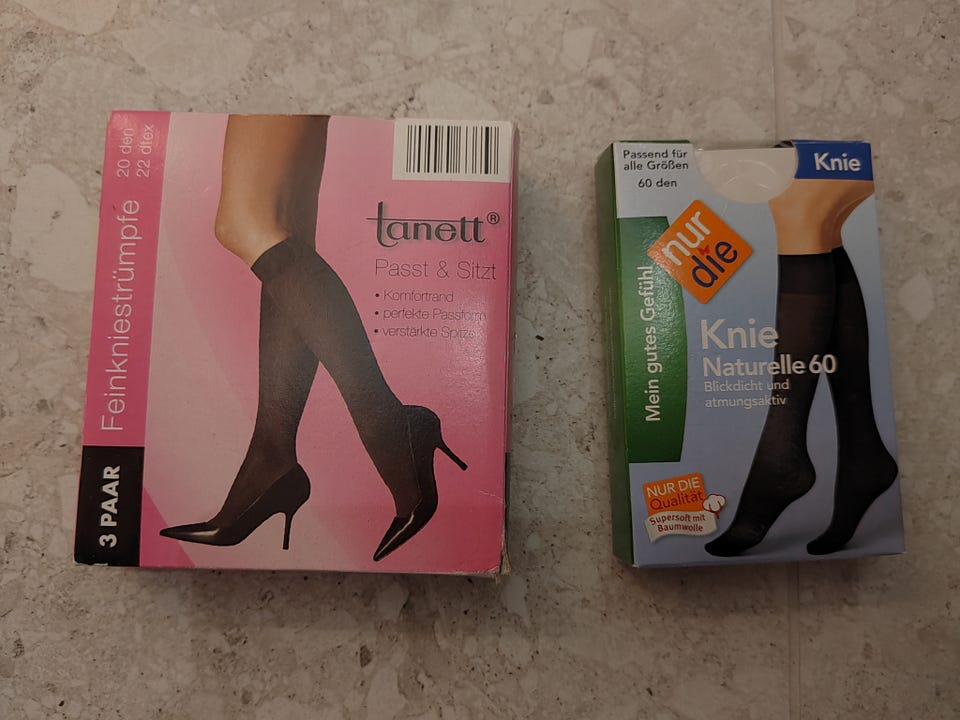 20 den
22 dtex
Feinkniestrümpfe
3 PAAR
tanett®
Passt & Sitzt
• Komfortrand
• perfekte Passform
• verstärkte Spitze
Passend für
alle Größen
60 den
Knie
nur
die
Mein gutes Gefühl
Knie
Naturelle 60
Blickdicht und
atmungsaktiv
NUR DIE
Qualität
Supersoft mit
Baumwolle